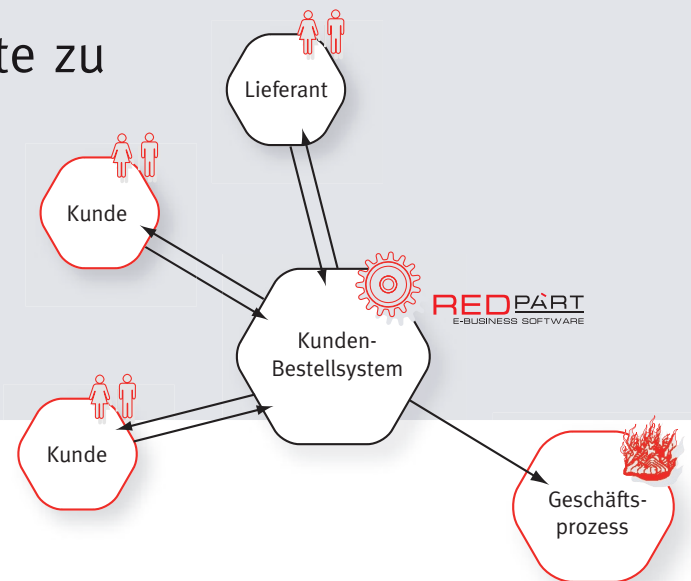 te zu
Lieferant
Kunde
REDPART
E-BUSINESS SOFTWARE
Kunden-
Bestellsystem
Kunde
Geschäfts-
prozess